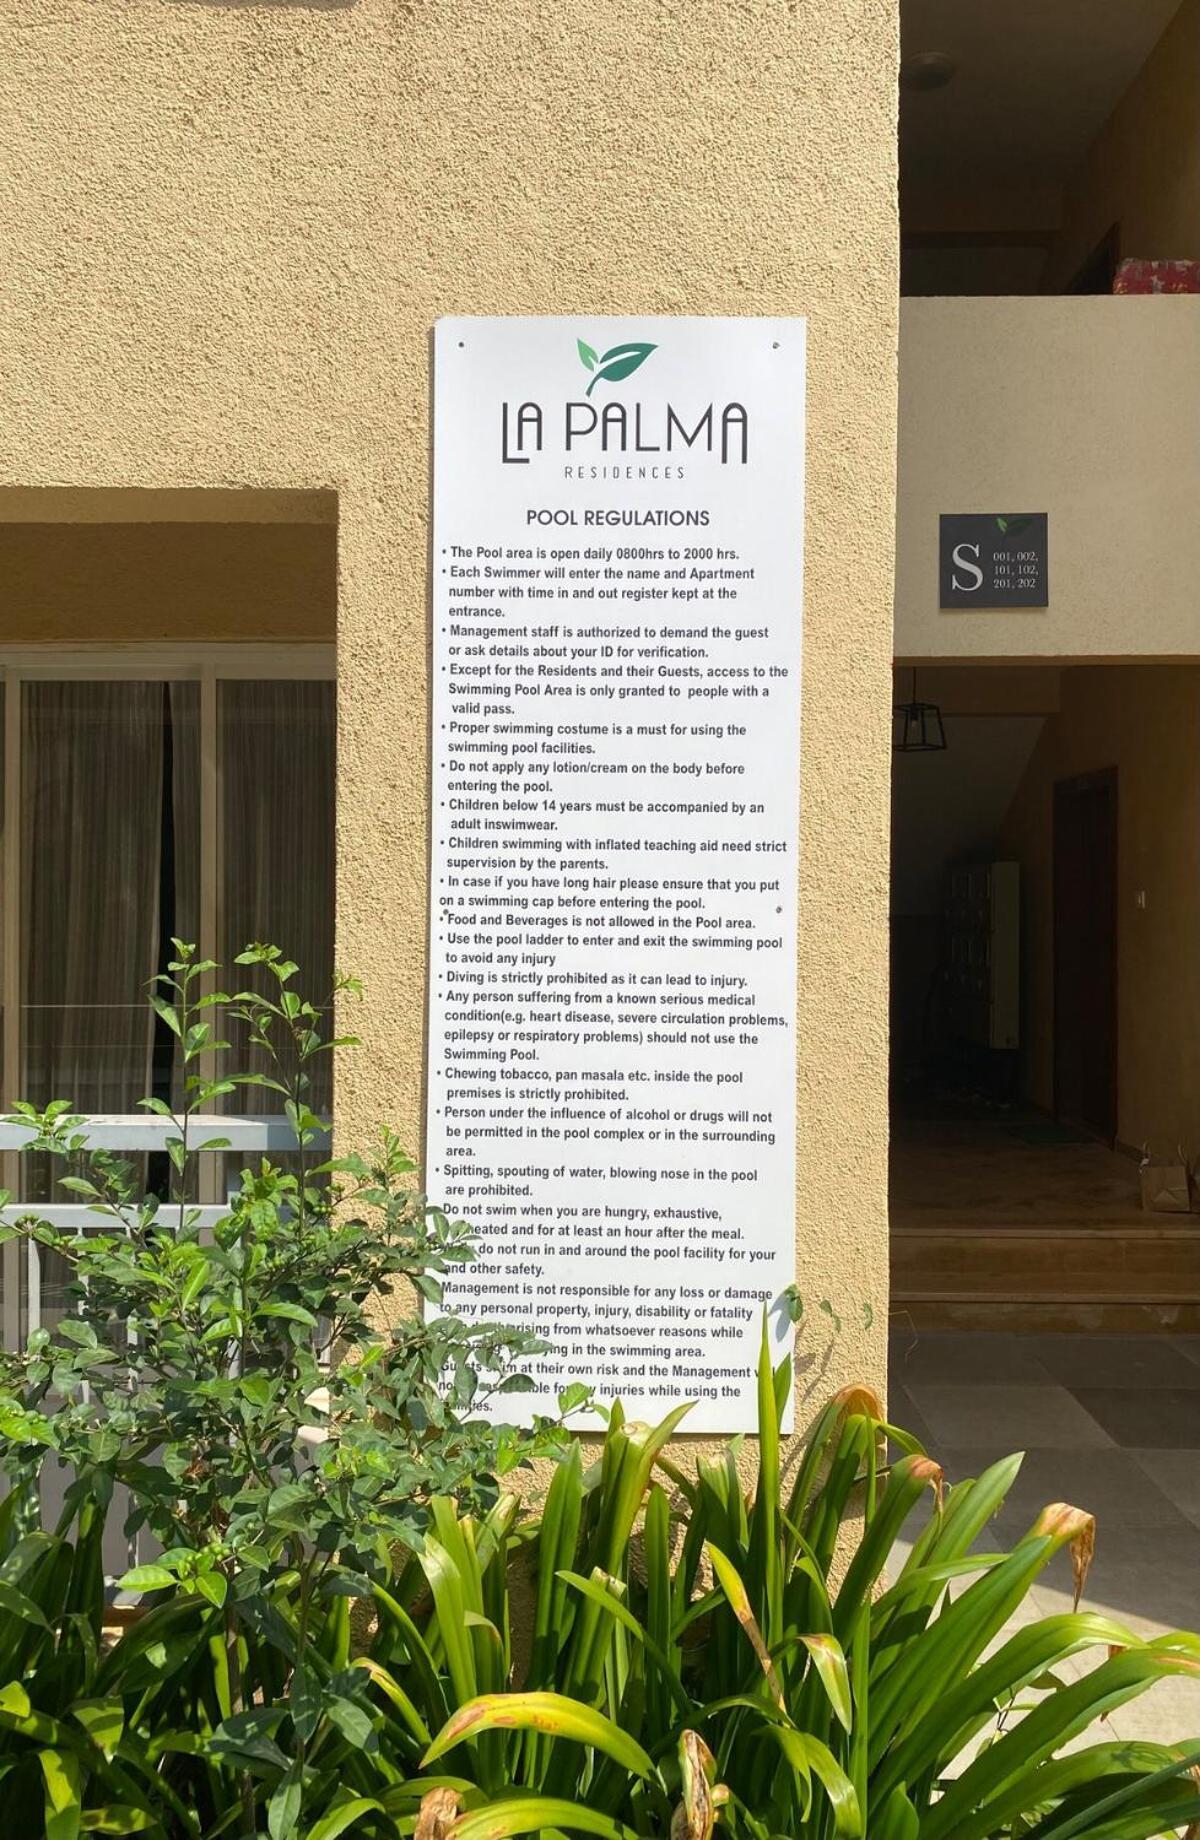 LA PALMA
RESIDENCES
POOL REGULATIONS
• The Pool area is open daily 0800hrs to 2000 hrs.
• Each Swimmer will enter the name and Apartment
number with time in and out register kept at the
entrance.
• Management staff is authorized to demand the guest
or ask details about your ID for verification.
• Except for the Residents and their Guests, access to the
Swimming Pool Area is only granted to people with a
valid pass.
• Proper swimming costume is a must for using the
swimming pool facilities.
• Do not apply any lotion/cream on the body before
entering the pool.
• Children below 14 years must be accompanied by an
adult inswimwear.
• Children swimming with inflated teaching aid need strict
supervision by the parents.
• In case if you have long hair please ensure that you put
on a swimming cap before entering the pool.
• Food and Beverages is not allowed in the Pool area.
• Use the pool ladder to enter and exit the swimming pool
to avoid any injury
• Diving is strictly prohibited as it can lead to injury.
• Any person suffering from a known serious medical
condition(e.g. heart disease, severe circulation problems,
epilepsy or respiratory problems) should not use the
Swimming Pool.
• Chewing tobacco, pan masala etc. inside the pool
premises is strictly prohibited.
• Person under the influence of alcohol or drugs will not
be permitted in the pool complex or in the surrounding
area.
• Spitting, spouting of water, blowing nose in the pool
are prohibited.
Do not swim when you are hungry, exhaustive,
and for at least an hour after the meal.
do not run in and around the pool facility for your
and other safety.
Management is not responsible for any loss or damage
to any personal property, injury, disability or fatality
from whatsoever reasons while
in the swimming area.
at their own risk and the Management
injuries while using the
S
001, 002,
101, 102,
201, 202